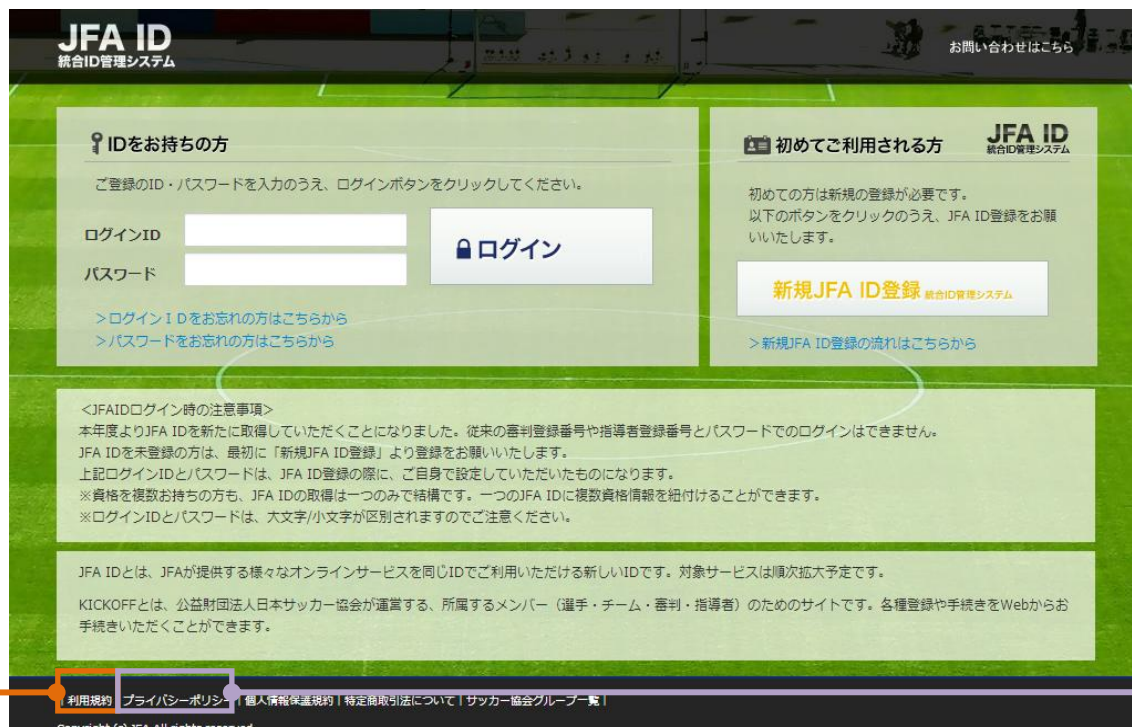 JFA ID
統合ID管理システム
お問い合わせはこちら
IDをお持ちの方
ご登録のID・パスワードを入力のうえ、ログインボタンをクリックしてください。
ログインID
パスワード
ログイン
＞ログインＩＤをお忘れの方はこちらから
＞パスワードをお忘れの方はこちらから
初めてご利用される方
JFA ID
統合ID管理システム
初めての方は新規の登録が必要です。
以下のボタンをクリックのうえ、JFA ID登録をお願
いいたします。
新規JFA ID登録 統合ID管理システム
＞新規JFA ID登録の流れはこちらから
＜JFAIDログイン時の注意事項＞
本年度よりJFA IDを新たに取得していただくことになりました。従来の審判登録番号や指導者登録番号とパスワードでのログインはできません。
JFA IDを未登録の方は、最初に「新規JFA ID登録」より登録をお願いいたします。
上記ログインIDとパスワードは、JFA ID登録の際に、ご自身で設定していただいたものになります。
※資格を複数お持ちの方も、JFA IDの取得は一つのみで結構です。一つのJFA IDに複数資格情報を紐付けることができます。
※ログインIDとパスワードは、大文字/小文字が区別されますのでご注意ください。
JFA IDとは、JFAが提供する様々なオンラインサービスを同じIDでご利用いただける新しいIDです。対象サービスは順次拡大予定です。
KICKOFFとは、公益財団法人日本サッカー協会が運営する、所属するメンバー（選手・チーム・審判・指導者）のためのサイトです。各種登録や手続きをWebからお
手続きいただくことができます。
| 利用規約 | プライバシーポリシー | 個人情報保護規約 | 特定商取引法について | サッカー協会グループ一覧 |
Copyright (c) JFA All rights reserved